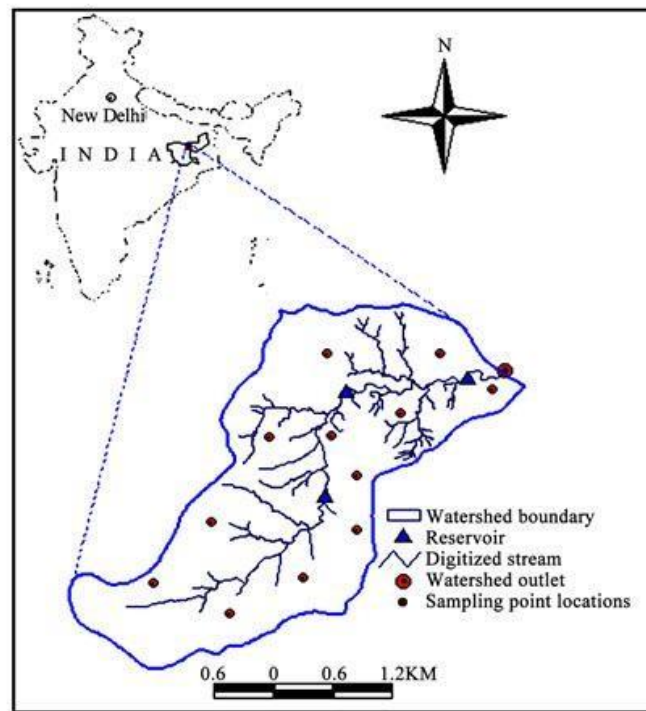 N
New Delhi
INDIA
Watershed boundary
Reservoir
Digitized stream
Watershed outlet
Sampling point locations
0.6 0 0.6 1.2KM